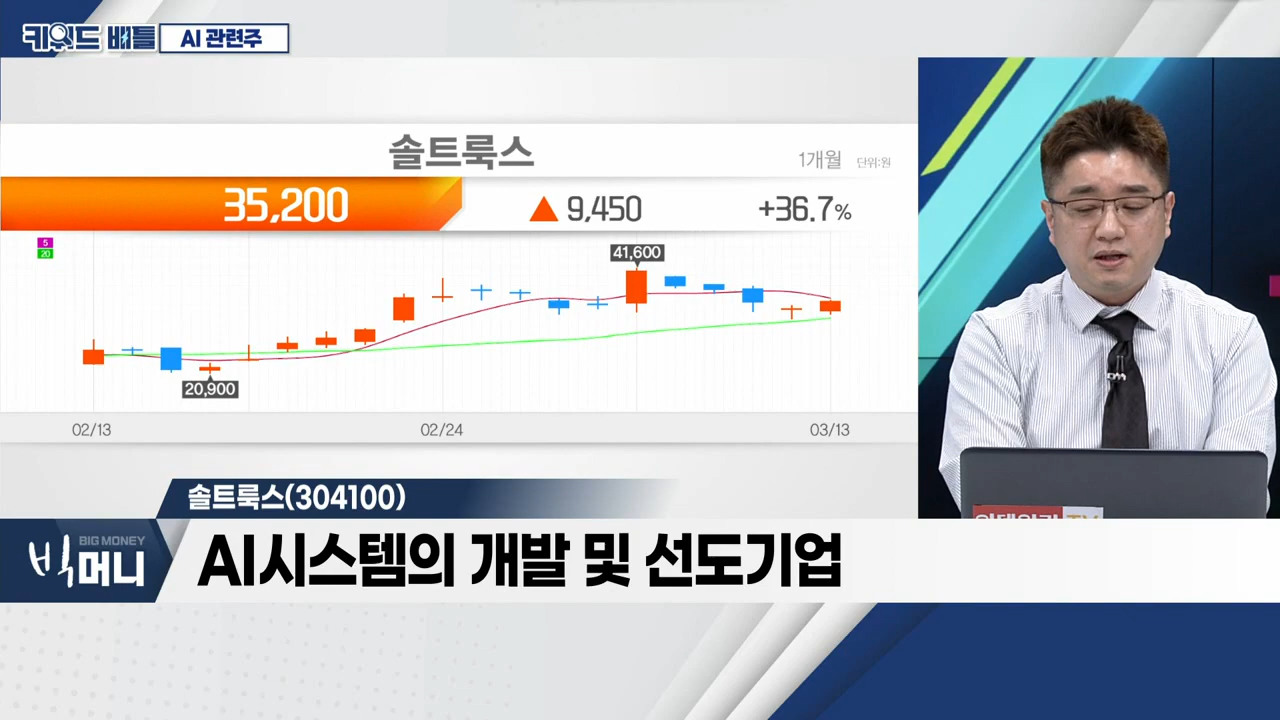 키워드 배틀
AI 관련주
솔트룩스
1개월 단위:원
35,200 ▲ 9,450 +36.7%
5
20
41,600
20,900
02/13 02/24 03/13
솔트룩스(304100)
BIG MONEY
빅머니
AI시스템의 개발 및 선도기업